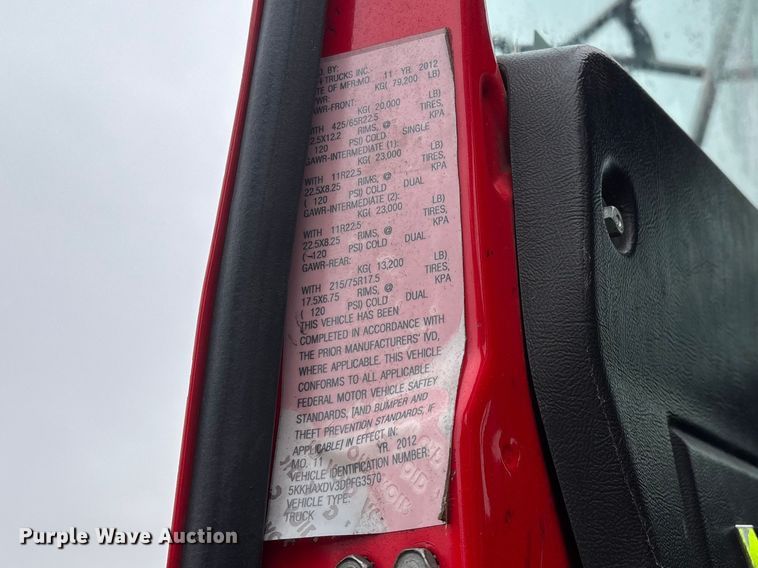 D BY:
TRUCKS INC.
TE OF MFR:MO. 11 YR. 2012
WR: KG( 79,200 LB)
GAWR-FRONT:
KG( 20,000 LB)
WITH 425/65R22.5 TIRES,
22.5X12.2 RIMS, @ KPA
( 120 PSI) COLD SINGLE
GAWR-INTERMEDIATE (1):
KG( 23,000 LB)
WITH 11R22.5 TIRES,
22.5X8.25 RIMS, @ KPA
( 120 PSI) COLD DUAL
GAWR-INTERMEDIATE (2):
KG( 23,000 LB)
WITH 11R22.5 TIRES,
22.5X8.25 RIMS, @ KPA
( 120 PSI) COLD DUAL
GAWR-REAR:
KG( 13,200 LB)
WITH 215/75R17.5 TIRES,
17.5X6.75 RIMS, @ KPA
( 120 PSI) COLD DUAL
THIS VEHICLE HAS BEEN
COMPLETED IN ACCORDANCE WITH
THE PRIOR MANUFACTURERS' IVD,
WHERE APPLICABLE. THIS VEHICLE
CONFORMS TO ALL APPLICABLE
FEDERAL MOTOR VEHICLE SAFTEY
STANDARDS, [AND BUMPER AND
THEFT PREVENTION STANDARDS, IF
APPLICABLE] IN EFFECT IN:
MO. 11 YR. 2012
VEHICLE IDENTIFICATION NUMBER:
5KKHAXDV3DPFG3570
VEHICLE TYPE:
TRUCK
Purple Wave Auction